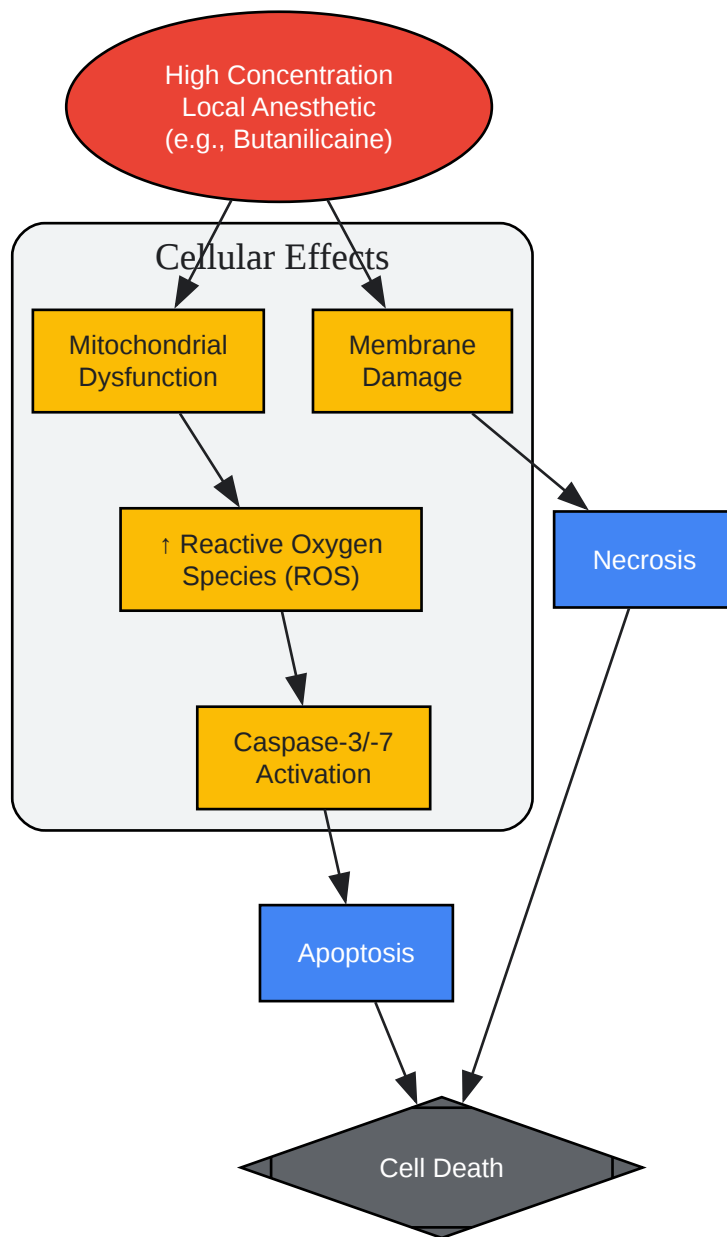 High Concentration
Local Anesthetic
(e.g., Butanilicaine)
Cellular Effects
Mitochondrial
Dysfunction
Membrane
Damage
↑ Reactive Oxygen
Species (ROS)
Necrosis
Caspase-3/-7
Activation
Apoptosis
Cell Death